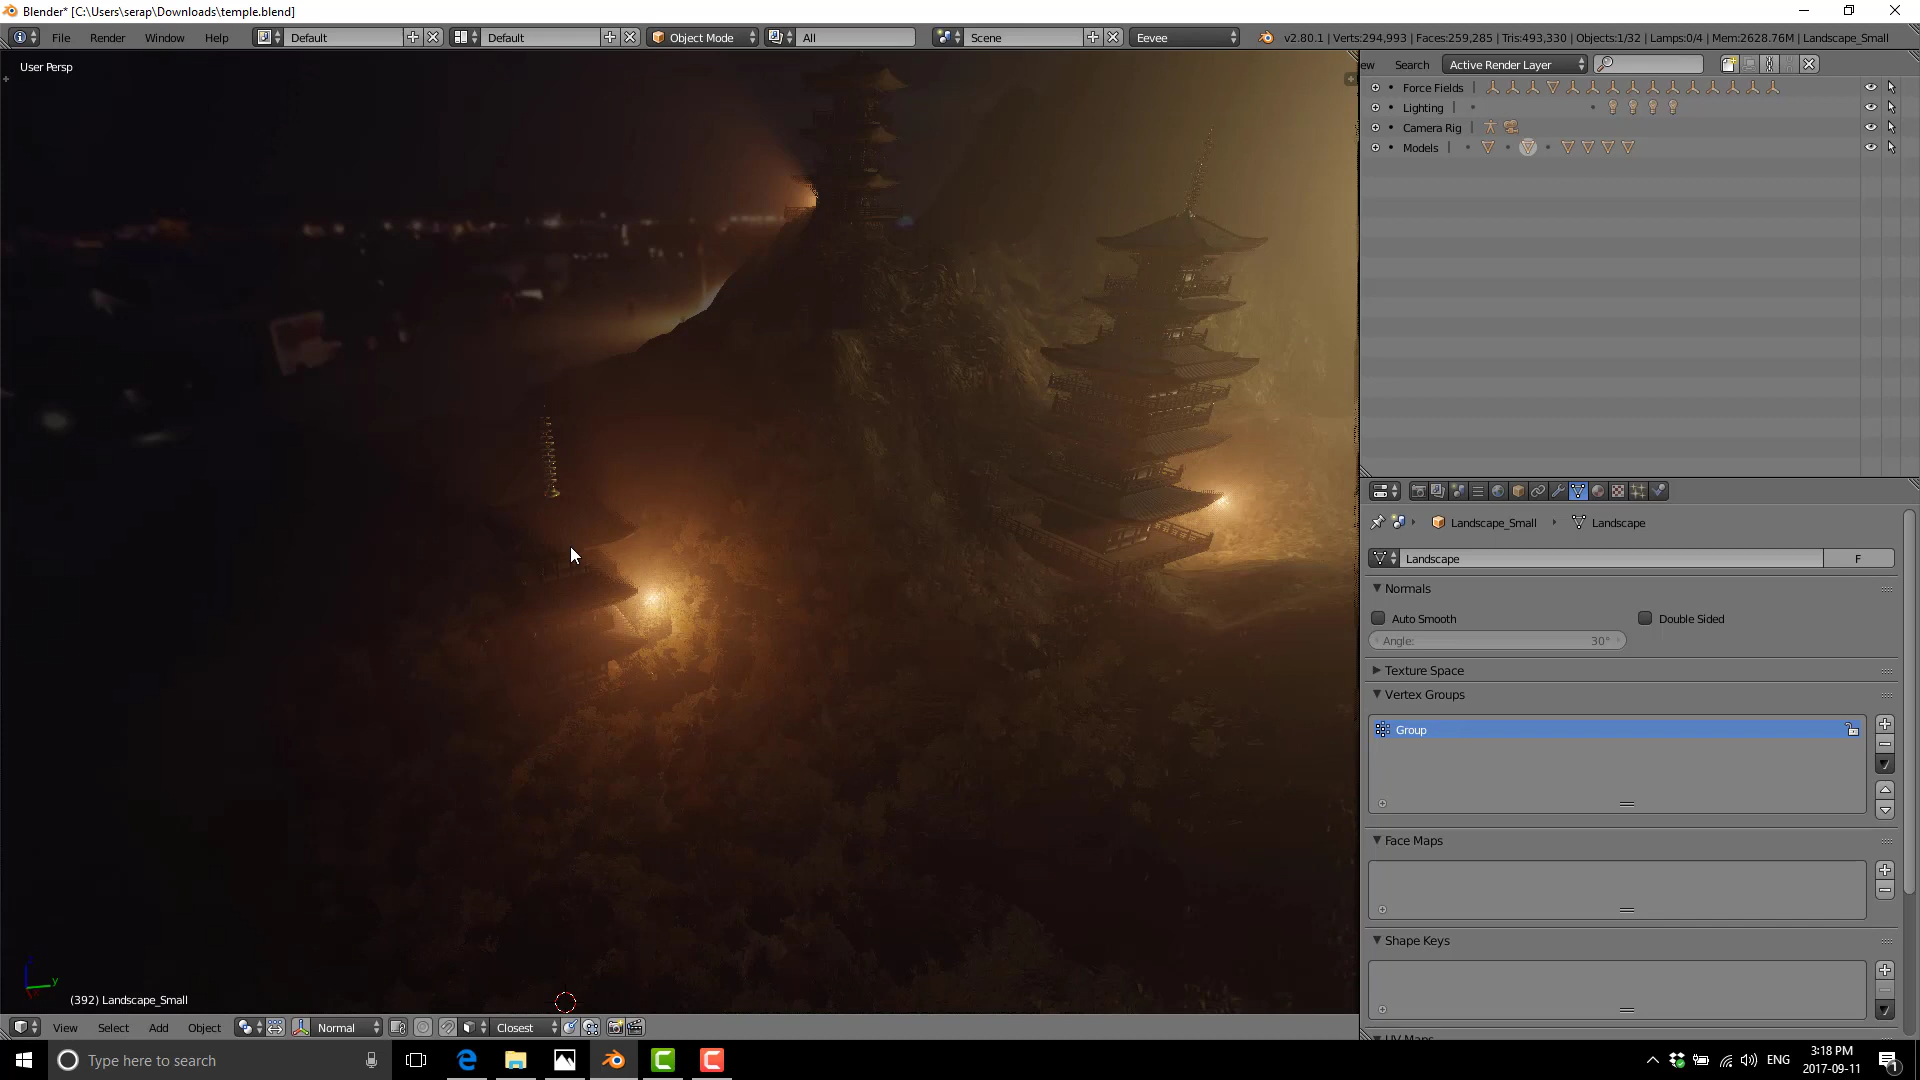 Blender* [C:\Users\serap\Downloads\temple.blend]
File Render Window Help Default Default Object Mode All Scene Eevee v2.80.1 | Verts:294,993 | Faces:259,285 | Tris:493,330 | Objects:1/32 | Lamps:0/4 | Mem:2628.76M | Landscape_Small
User Persp
ew Search Active Render Layer
Force Fields
Lighting
Camera Rig
Models
Landscape_Small Landscape
Landscape F
Normals
Auto Smooth Double Sided
Angle: 30°
Texture Space
Vertex Groups
Group
Face Maps
Shape Keys
UV Maps
(392) Landscape_Small
View Select Add Object Normal Closest
Type here to search
ENG 3:18 PM
2017-09-11
1